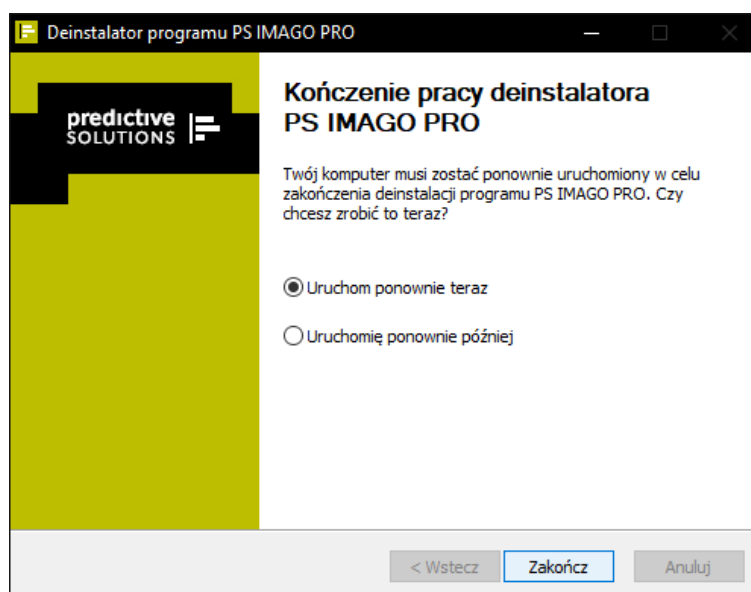 Deinstalator programu PS IMAGO PRO
predictive
SOLUTIONS
Kończenie pracy deinstalatora
PS IMAGO PRO
Twój komputer musi zostać ponownie uruchomiony w celu
zakończenia deinstalacji programu PS IMAGO PRO. Czy
chcesz zrobić to teraz?
Uruchom ponownie teraz
Uruchomię ponownie później
< Wstecz Zakończ Anuluj